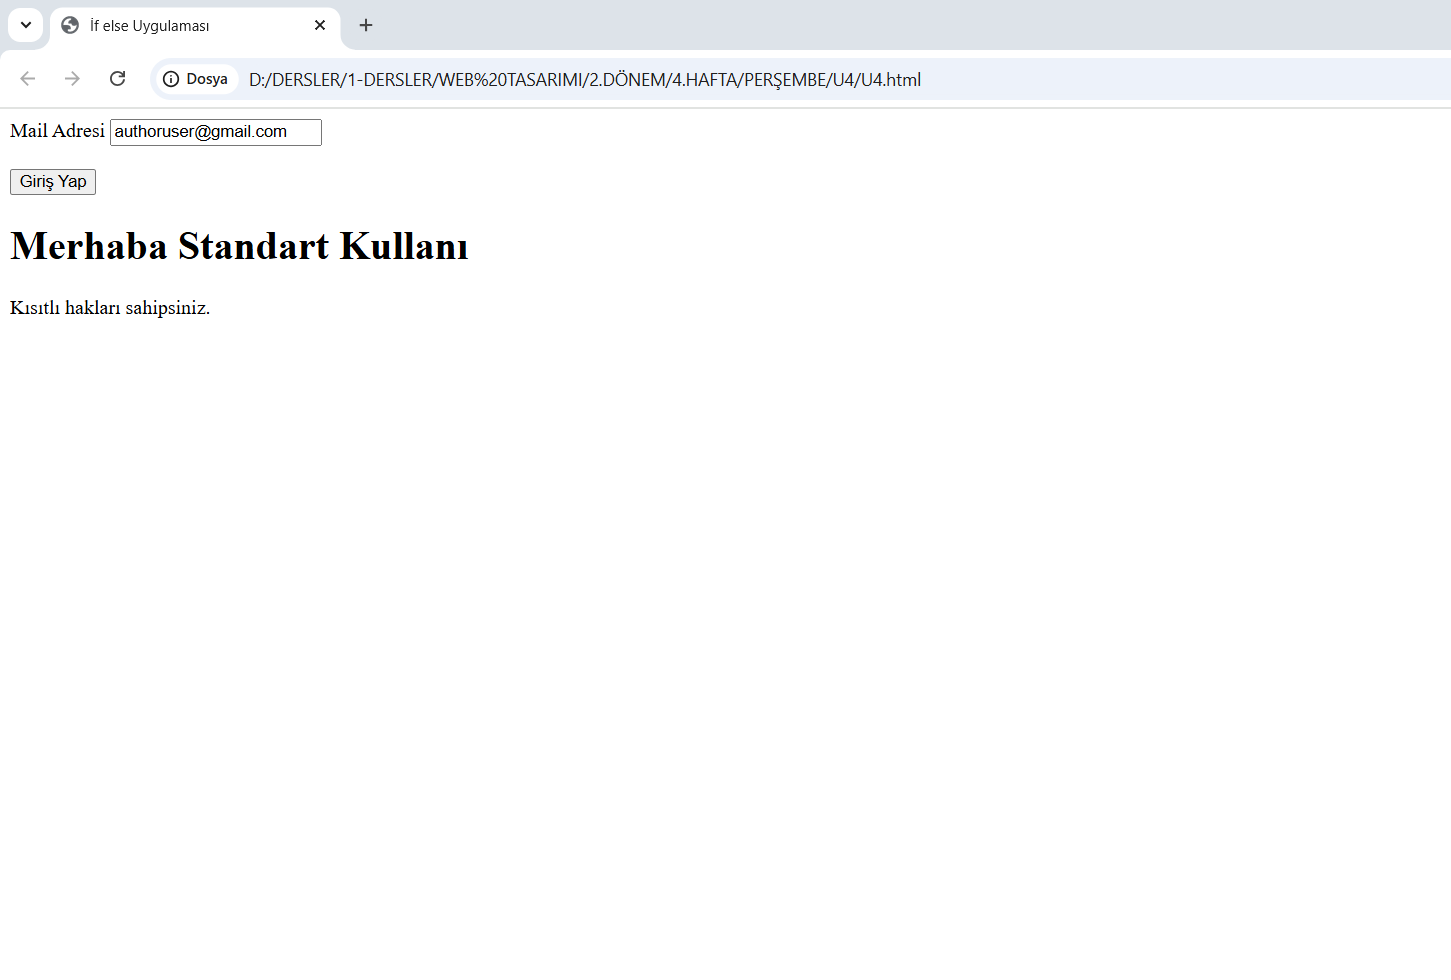 İf else Uygulaması
Dosya D:/DERSLER/1-DERSLER/WEB%20TASARIMI/2.DÖNEM/4.HAFTA/PERŞEMBE/U4/U4.html
Mail Adresi authoruser@gmail.com
Giriş Yap
Merhaba Standart Kullanı
Kısıtlı hakları sahipsiniz.